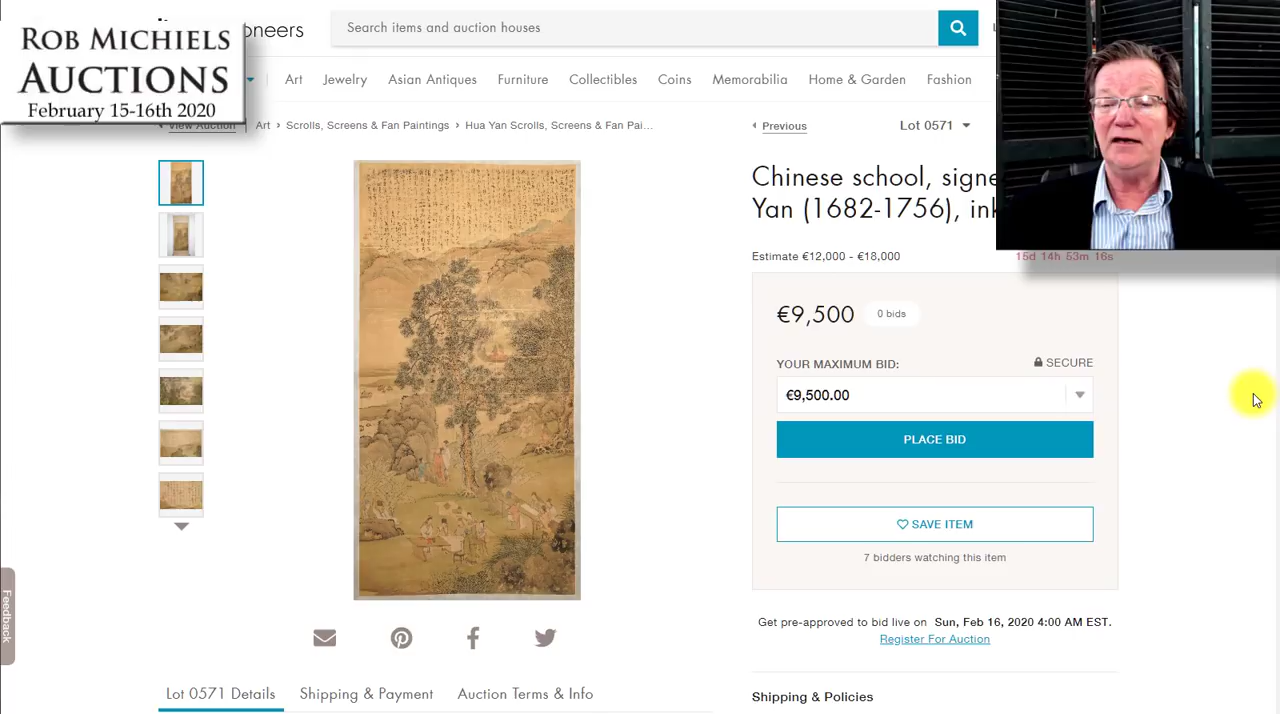 ROB MICHIELS
AUCTIONS
February 15-16th 2020
oneers
Search items and auction houses
Art
Jewelry
Asian Antiques
Furniture
Collectibles
Coins
Memorabilia
Home & Garden
Fashion
View Auction
Art › Scrolls, Screens & Fan Paintings › Hua Yan Scrolls, Screens & Fan Pai...
Previous
Lot 0571
Chinese school, signe
Yan (1682-1756), ink
Estimate €12,000 - €18,000
15d 14h 53m 16s
€9,500
0 bids
YOUR MAXIMUM BID:
SECURE
€9,500.00
PLACE BID
SAVE ITEM
7 bidders watching this item
Get pre-approved to bid live on Sun, Feb 16, 2020 4:00 AM EST.
Register For Auction
Feedback
Lot 0571 Details
Shipping & Payment
Auction Terms & Info
Shipping & Policies